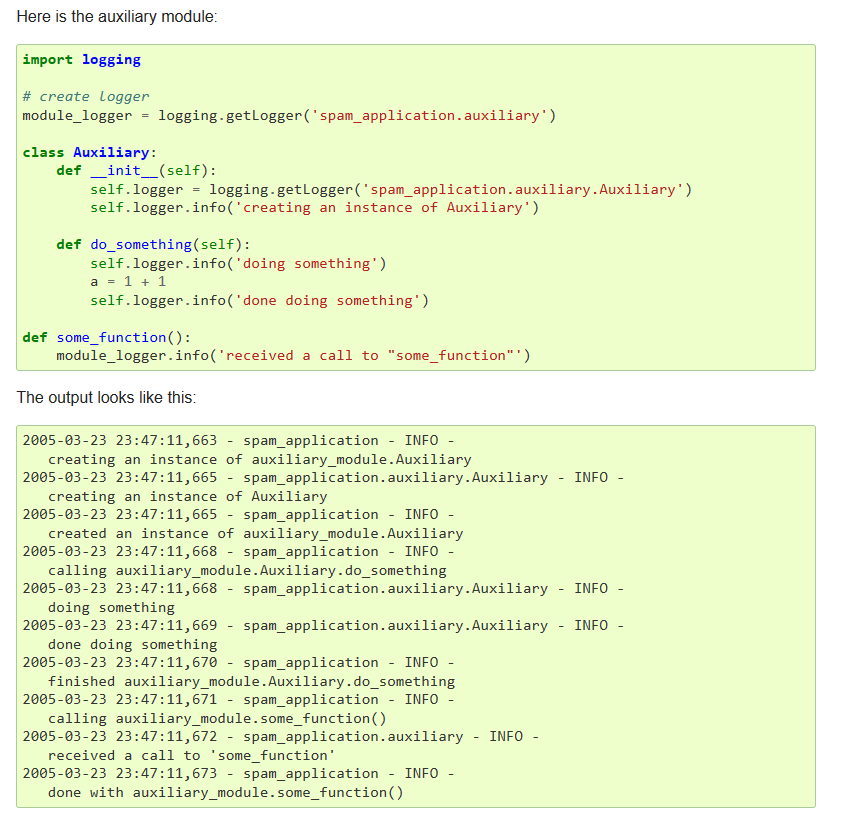 Here is the auxiliary module:
import logging
# create logger
module_logger = logging.getLogger('spam_application.auxiliary')
class Auxiliary:
    def __init__(self):
        self.logger = logging.getLogger('spam_application.auxiliary.Auxiliary')
        self.logger.info('creating an instance of Auxiliary')
    def do_something(self):
        self.logger.info('doing something')
        a = 1 + 1
        self.logger.info('done doing something')
def some_function():
    module_logger.info('received a call to "some_function"')
The output looks like this:
2005-03-23 23:47:11,663 - spam_application - INFO -
   creating an instance of auxiliary_module.Auxiliary
2005-03-23 23:47:11,665 - spam_application.auxiliary.Auxiliary - INFO -
   creating an instance of Auxiliary
2005-03-23 23:47:11,665 - spam_application - INFO -
   created an instance of auxiliary_module.Auxiliary
2005-03-23 23:47:11,668 - spam_application - INFO -
   calling auxiliary_module.Auxiliary.do_something
2005-03-23 23:47:11,668 - spam_application.auxiliary.Auxiliary - INFO -
   doing something
2005-03-23 23:47:11,669 - spam_application.auxiliary.Auxiliary - INFO -
   done doing something
2005-03-23 23:47:11,670 - spam_application - INFO -
   finished auxiliary_module.Auxiliary.do_something
2005-03-23 23:47:11,671 - spam_application - INFO -
   calling auxiliary_module.some_function()
2005-03-23 23:47:11,672 - spam_application.auxiliary - INFO -
   received a call to 'some_function'
2005-03-23 23:47:11,673 - spam_application - INFO -
   done with auxiliary_module.some_function()